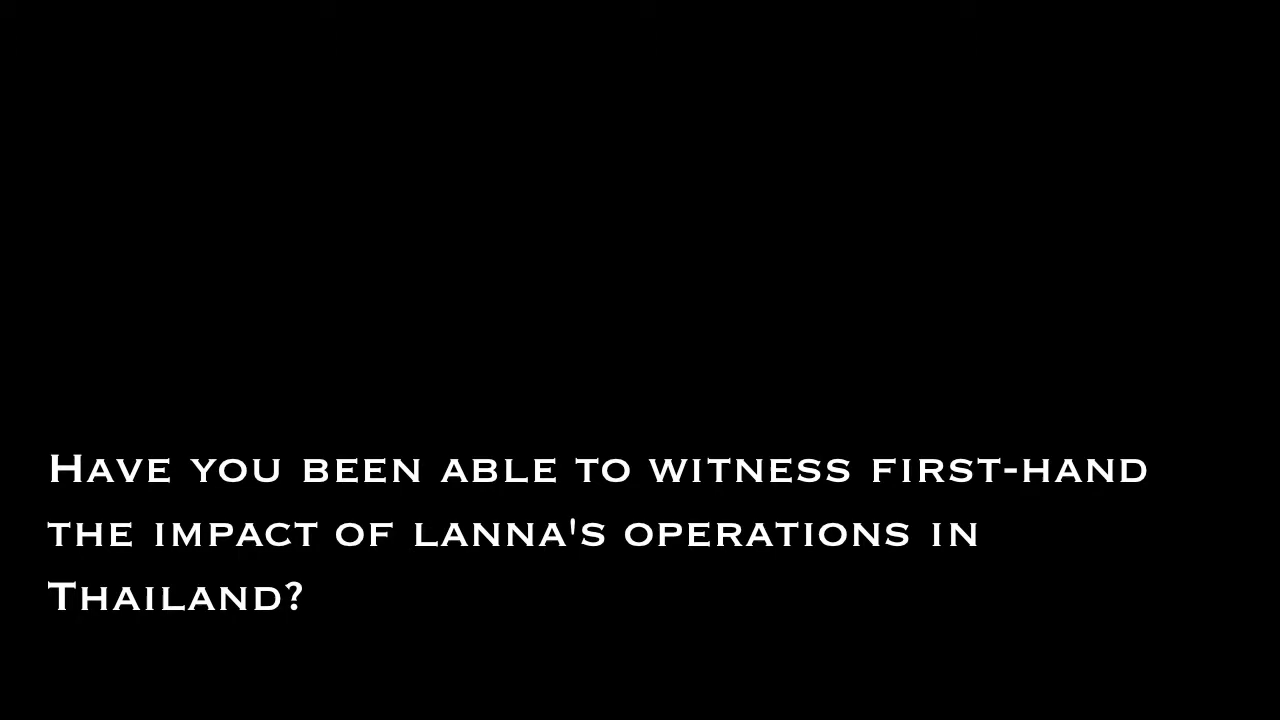 Have you been able to witness first-hand
the impact of lanna's operations in
Thailand?